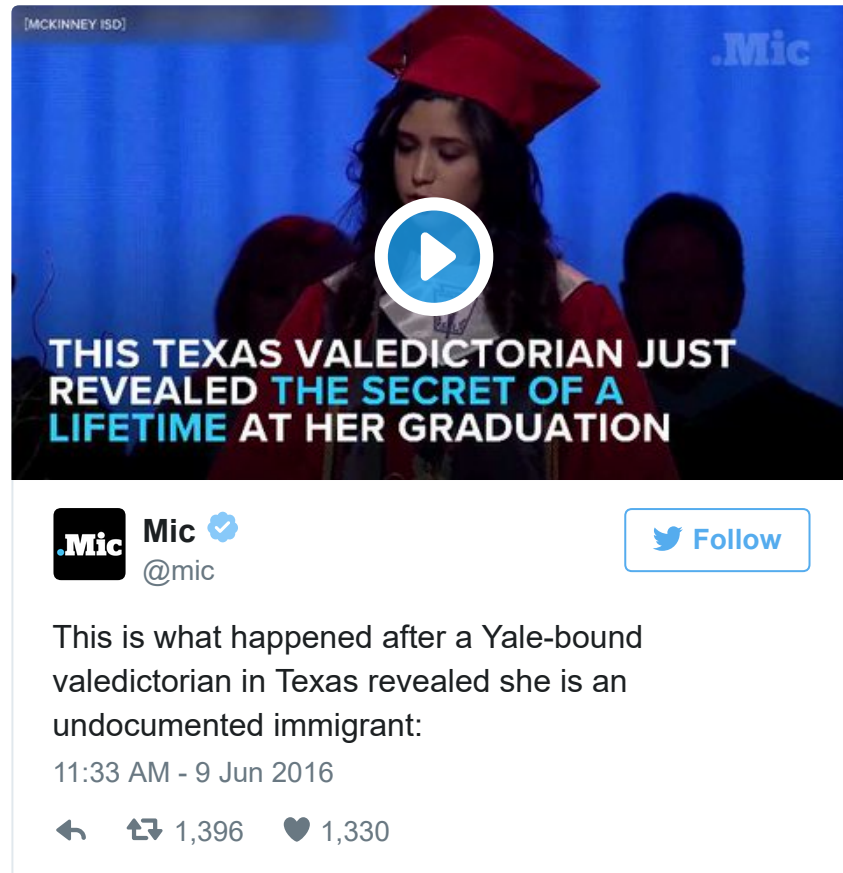 [MCKINNEY ISD]
.Mic
THIS TEXAS VALEDICTORIAN JUST
REVEALED THE SECRET OF A
LIFETIME AT HER GRADUATION
.Mic
Mic
@mic
Follow
This is what happened after a Yale-bound
valedictorian in Texas revealed she is an
undocumented immigrant:
11:33 AM - 9 Jun 2016
1,396 1,330